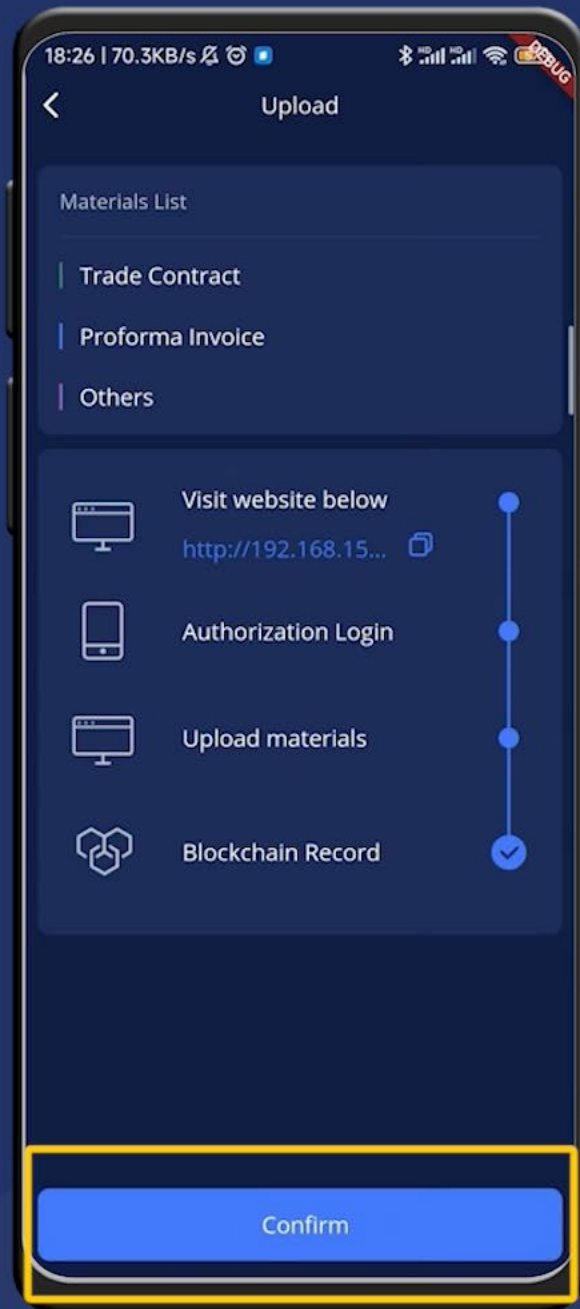 18:26 | 70.3KB/s
DEBUG
Upload
Materials List
Trade Contract
Proforma Invoice
Others
Visit website below
http://192.168.15...
Authorization Login
Upload materials
Blockchain Record
Confirm